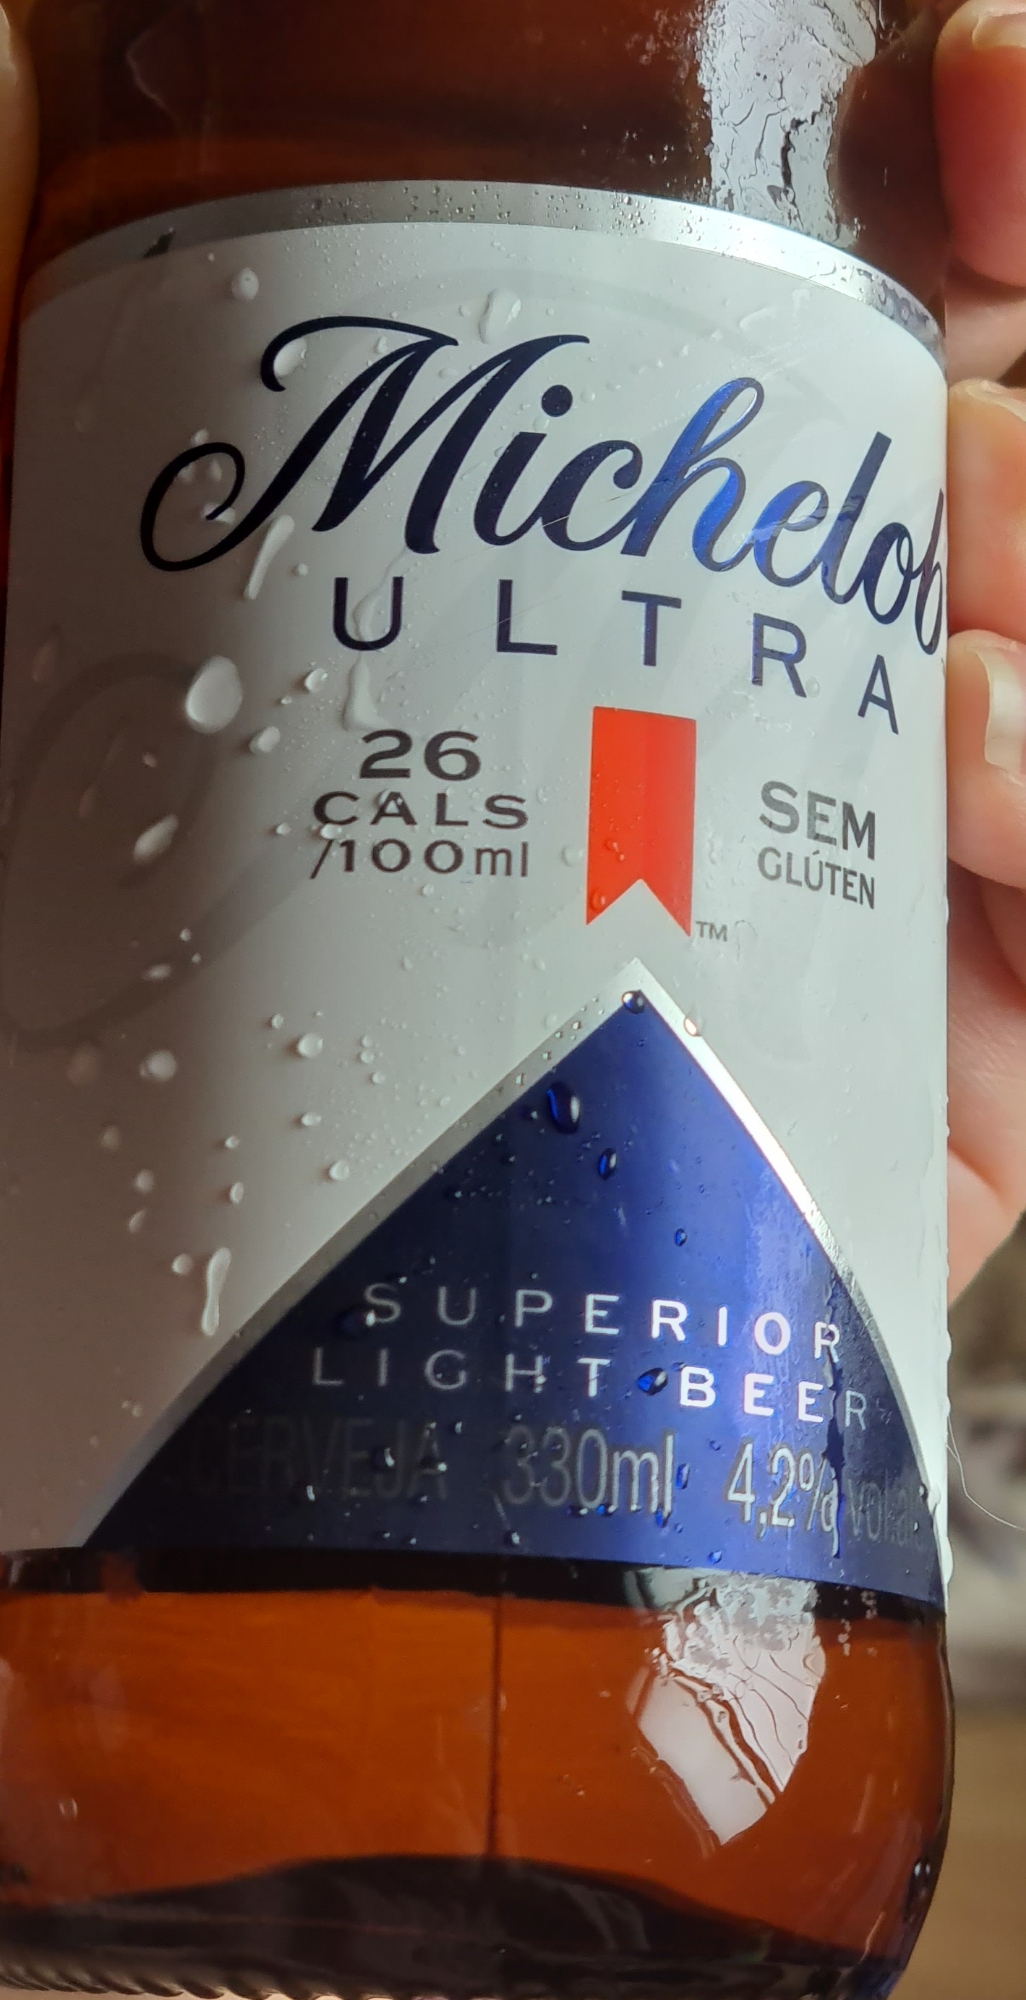 Michelob
ULTRA
26
CALS
/100ml
SEM
GLÚTEN
TM
SUPERIOR
LIGHT BEER
CERVEJA 330ml 4,2%